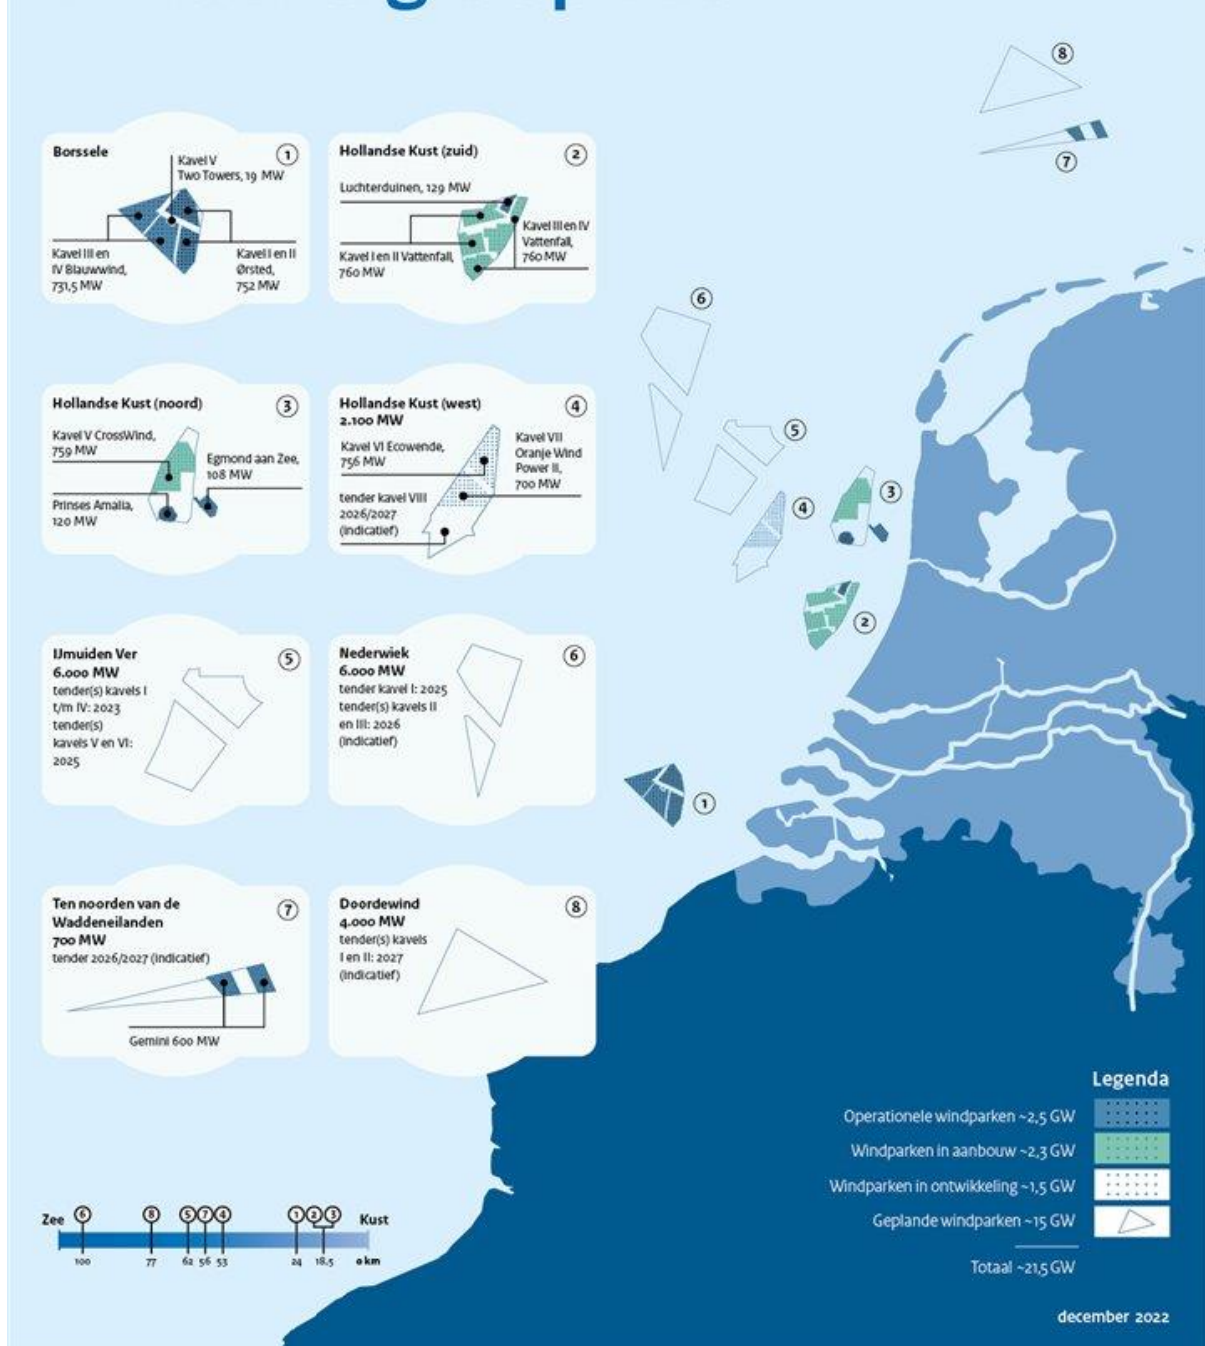 Borssele
1
Kavel V
Two Towers, 19 MW
Kavel III en
IV Blauwwind,
731,5 MW
Kavel I en II
Ørsted,
752 MW
Hollandse Kust (zuid)
2
Luchterduinen, 129 MW
Kavel I en II Vattenfall,
760 MW
Kavel III en IV
Vattenfall,
760 MW
Hollandse Kust (noord)
3
Kavel V CrossWind,
759 MW
Egmond aan Zee,
108 MW
Prinses Amalia,
120 MW
Hollandse Kust (west)
2.100 MW
4
Kavel VI Ecowende,
756 MW
Kavel VII
Oranje Wind
Power II,
700 MW
tender kavel VIII
2026/2027
(indicatief)
IJmuiden Ver
6.000 MW
5
tender(s) kavels I
t/m IV: 2023
tender(s)
kavels V en VI:
2025
Nederwiek
6.000 MW
6
tender kavel I: 2025
tender(s) kavels II
en III: 2026
(indicatief)
Ten noorden van de
Waddeneilanden
700 MW
7
tender 2026/2027 (indicatief)
Gemini 600 MW
Doordewind
4.000 MW
8
tender(s) kavels
I en II: 2027
(indicatief)
8
7
6
5
4
3
2
1
Legenda
Operationele windparken ~2,5 GW
Windparken in aanbouw ~2,3 GW
Windparken in ontwikkeling ~1,5 GW
Geplande windparken ~15 GW
Totaal ~21,5 GW
Zee 6 8 5 7 4 1 2 3 Kust
100 77 62 56 53 24 18,5 0 km
december 2022